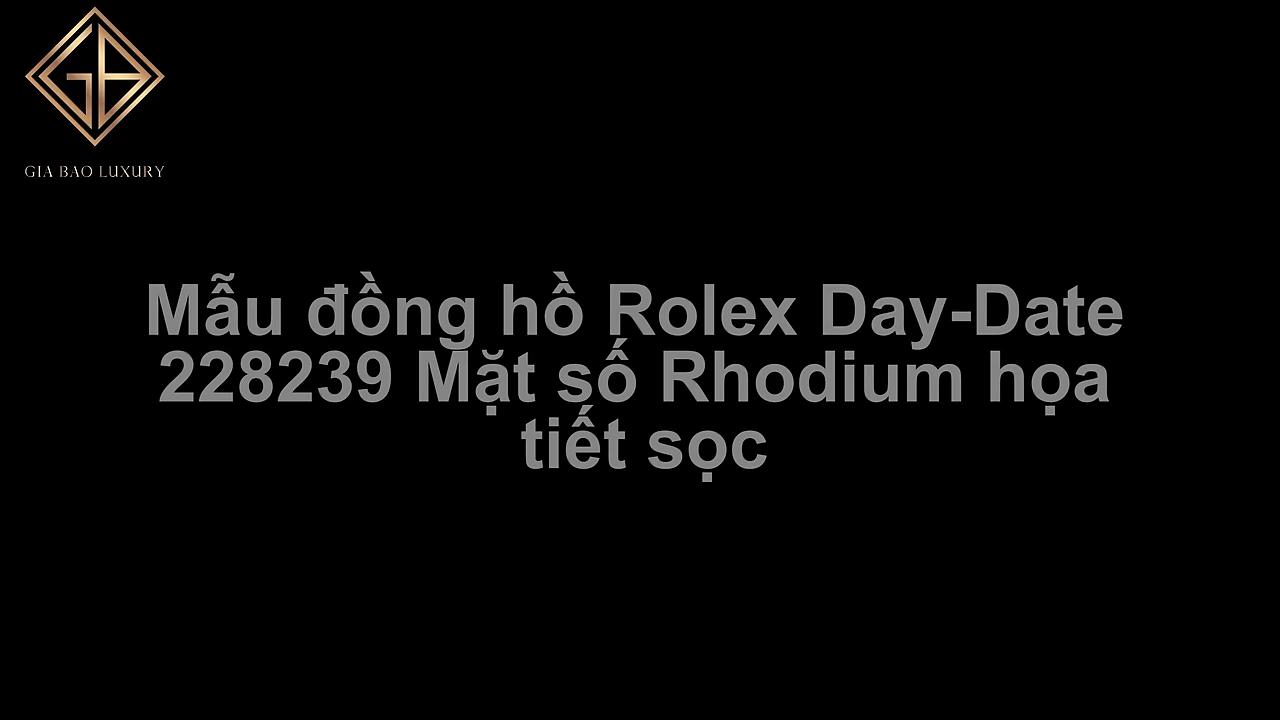 GIA BAO LUXURY
Mẫu đồng hồ Rolex Day-Date
228239 Mặt số Rhodium họa
tiết sọc